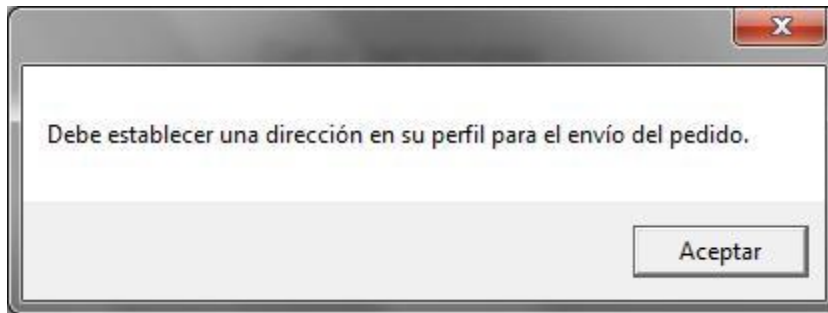 Debe establecer una dirección en su perfil para el envío del pedido.
Aceptar